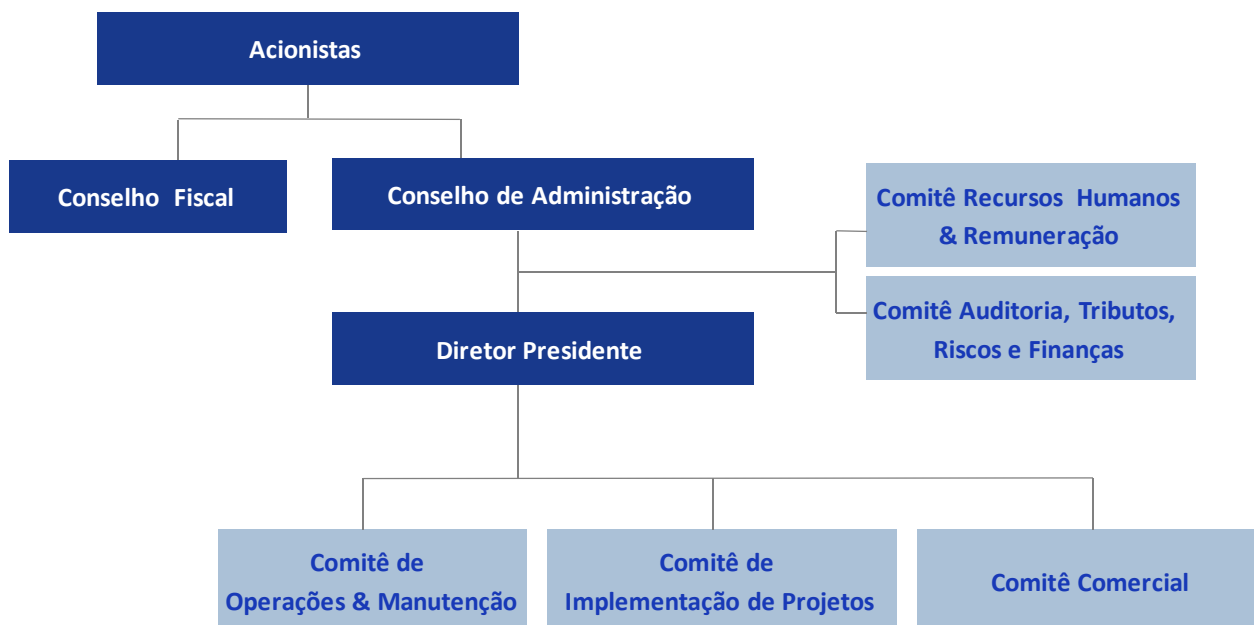 Acionistas
Conselho Fiscal
Conselho de Administração
Comitê Recursos Humanos
& Remuneração
Comitê Auditoria, Tributos,
Riscos e Finanças
Diretor Presidente
Comitê de
Operações & Manutenção
Comitê de
Implementação de Projetos
Comitê Comercial